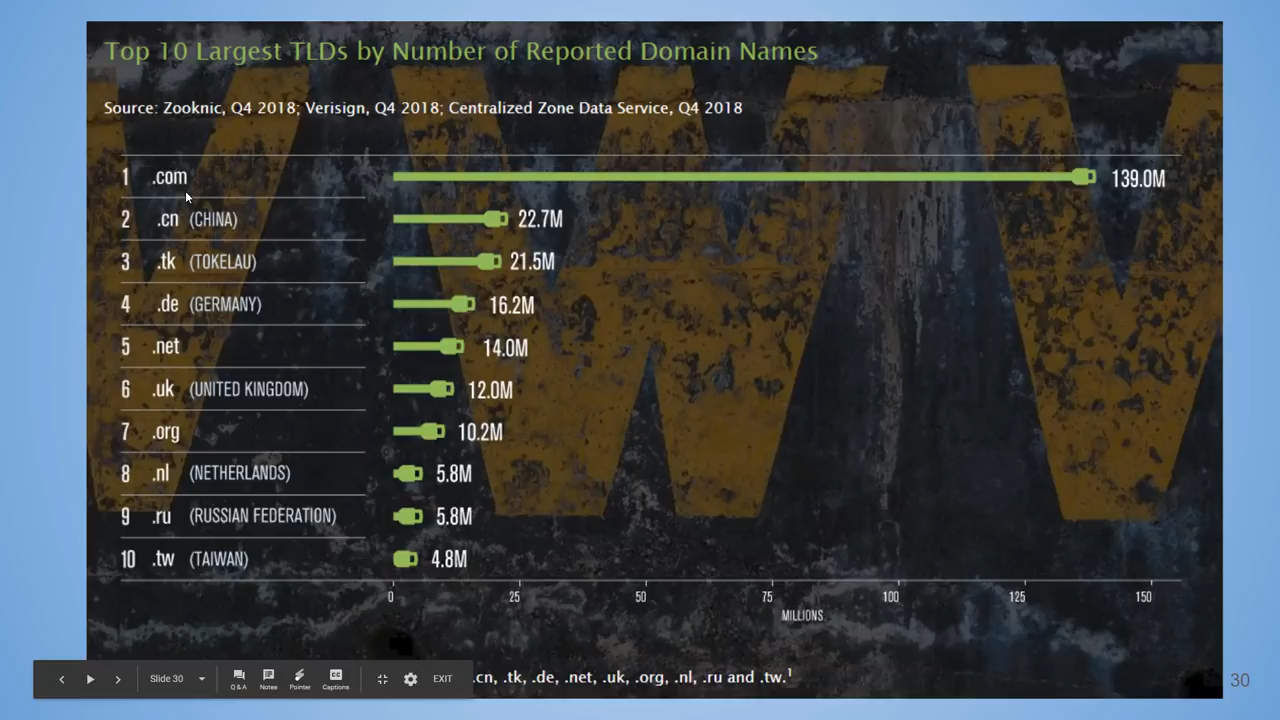 Top 10 Largest TLDs by Number of Reported Domain Names
Source: Zooknic, Q4 2018; Verisign, Q4 2018; Centralized Zone Data Service, Q4 2018
1 .com 139.0M
2 .cn (CHINA) 22.7M
3 .tk (TOKELAU) 21.5M
4 .de (GERMANY) 16.2M
5 .net 14.0M
6 .uk (UNITED KINGDOM) 12.0M
7 .org 10.2M
8 .nl (NETHERLANDS) 5.8M
9 .ru (RUSSIAN FEDERATION) 5.8M
10 .tw (TAIWAN) 4.8M
0 25 50 75 100 125 150
MILLIONS
.cn, .tk, .de, .net, .uk, .org, .nl, .ru and .tw.¹
Slide 30 Q & A Notes Pointer Captions EXIT
30